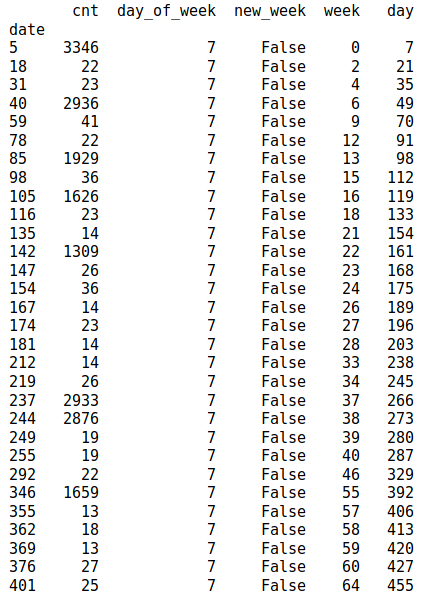 cnt day_of_week new_week week day
date
5 3346 7 False 0 7
18 22 7 False 2 21
31 23 7 False 4 35
40 2936 7 False 6 49
59 41 7 False 9 70
78 22 7 False 12 91
85 1929 7 False 13 98
98 36 7 False 15 112
105 1626 7 False 16 119
116 23 7 False 18 133
135 14 7 False 21 154
142 1309 7 False 22 161
147 26 7 False 23 168
154 36 7 False 24 175
167 14 7 False 26 189
174 23 7 False 27 196
181 14 7 False 28 203
212 14 7 False 33 238
219 26 7 False 34 245
237 2933 7 False 37 266
244 2876 7 False 38 273
249 19 7 False 39 280
255 19 7 False 40 287
292 22 7 False 46 329
346 1659 7 False 55 392
355 13 7 False 57 406
362 18 7 False 58 413
369 13 7 False 59 420
376 27 7 False 60 427
401 25 7 False 64 455